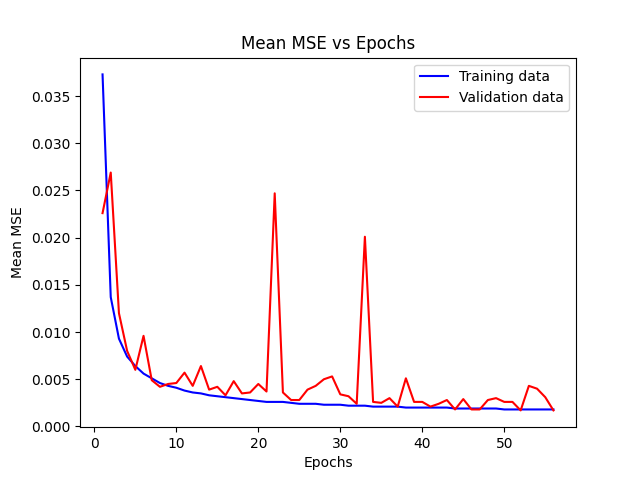 Mean MSE vs Epochs
Training data
Validation data
0.035
0.030
0.025
0.020
0.015
0.010
0.005
0.000
Mean MSE
0
10
20
30
40
50
Epochs